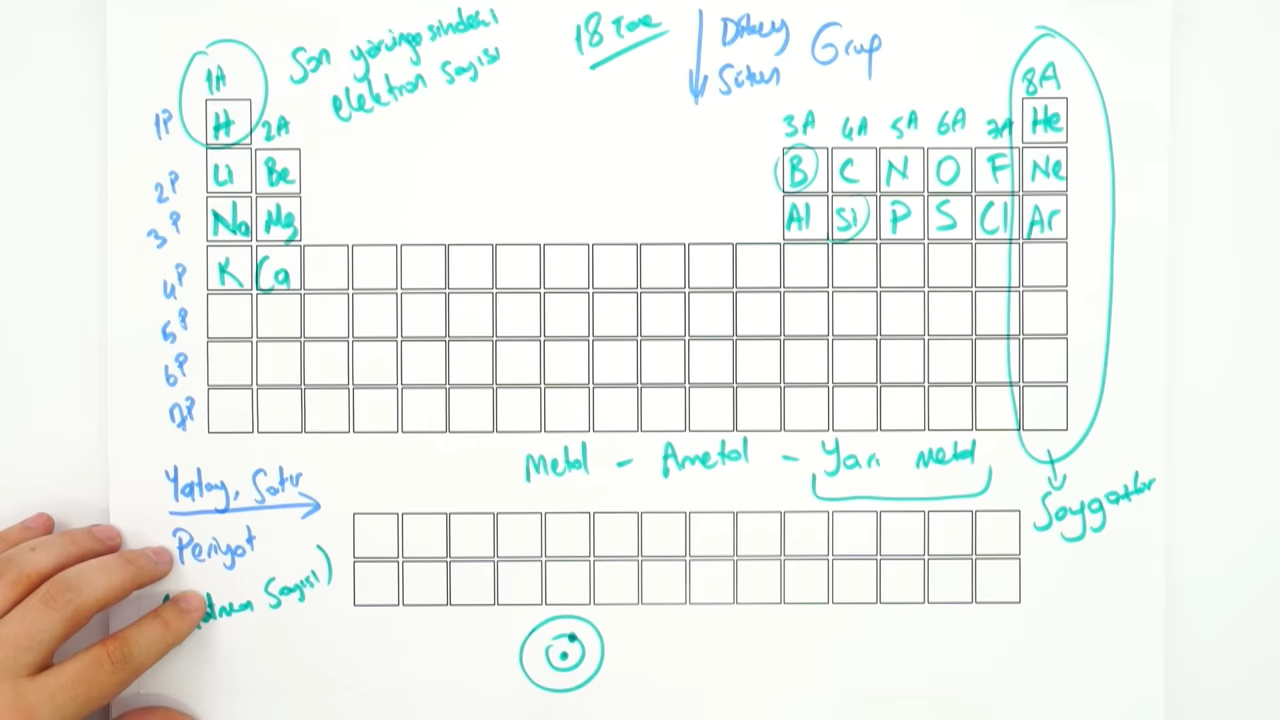 Son yörüngesindeki
elektron sayısı
18 Tane
Dikey
Sütun
Grup
1A
8A
1P H 2A 3A 4A 5A 6A 7A He
2P Li Be B C N O F Ne
3P Na Mg Al Si P S Cl Ar
4P K Ca
5P
6P
7P
Metal - Ametal - Yarı metal
Yatay, Satır
Soygazlar
Periyot
Sayısı)